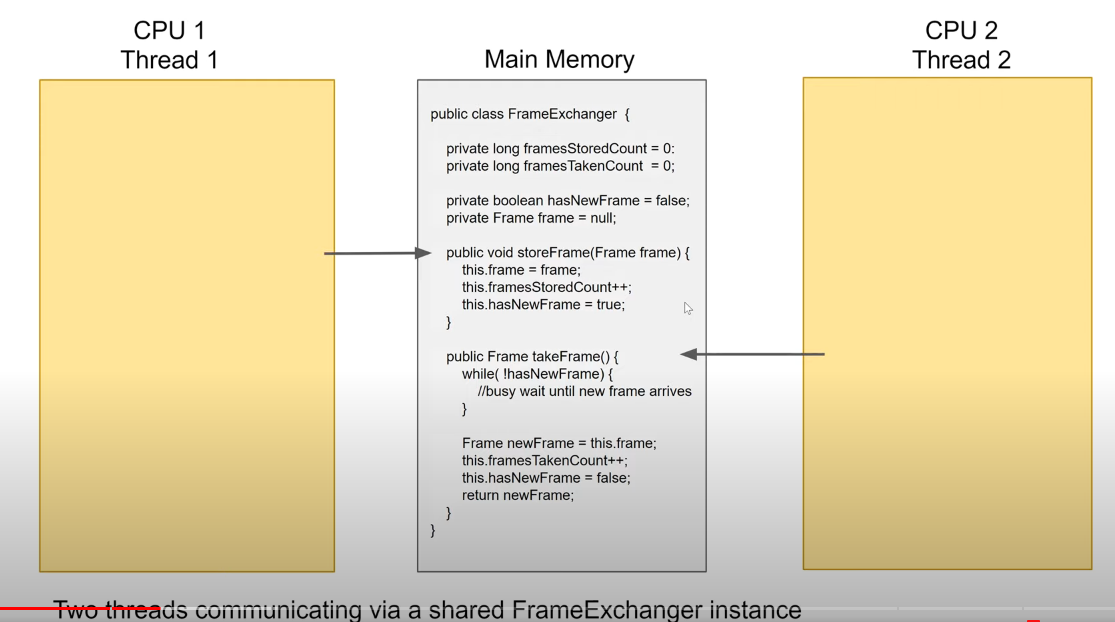 CPU 1
Thread 1
Main Memory
CPU 2
Thread 2
public class FrameExchanger {
private long framesStoredCount = 0:
private long framesTakenCount = 0;
private boolean hasNewFrame = false;
private Frame frame = null;
public void storeFrame(Frame frame) {
this.frame = frame;
this.framesStoredCount++;
this.hasNewFrame = true;
}
public Frame takeFrame() {
while( !hasNewFrame) {
//busy wait until new frame arrives
}
Frame newFrame = this.frame;
this.framesTakenCount++;
this.hasNewFrame = false;
return newFrame;
}
}
Two threads communicating via a shared FrameExchanger instance